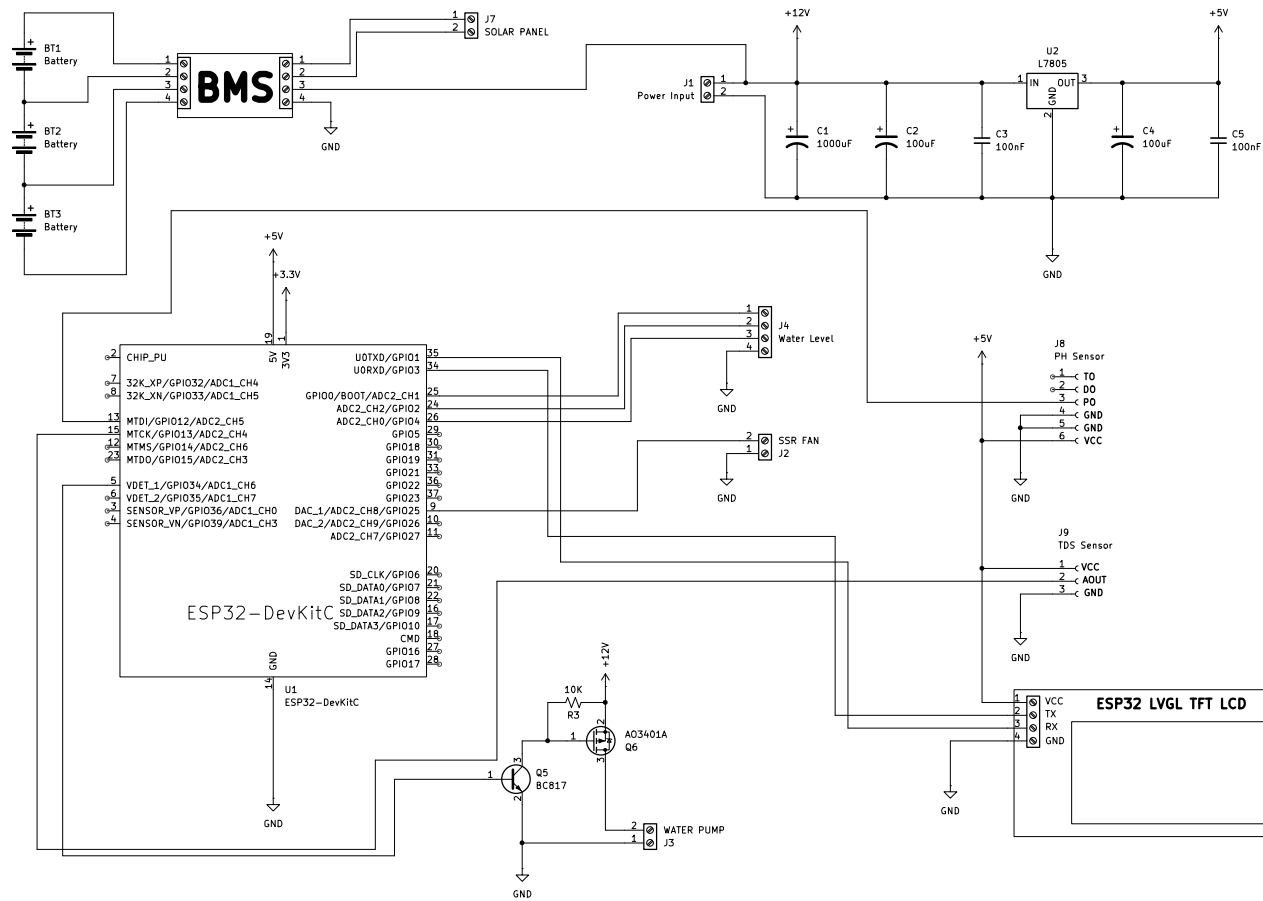 +12V
+5V
1
2
J7
SOLAR PANEL
BT1
Battery
+
1
2
3
4
BMS
1
2
3
4
GND
U2
L7805
J1
Power Input
1
2
1
IN
OUT
3
GND
2
+
BT2
Battery
+
C1
1000uF
+
C2
100uF
C3
100nF
+
C4
100uF
C5
100nF
+
BT3
Battery
GND
+5V
+3.3V
19
1
5V
3V3
2
CHIP_PU
7
32K_XP/GPIO33/ADC1_CH4
8
32K_XN/GPIO32/ADC1_CH5
13
MTDI/GPIO12/ADC2_CH5
15
MTCK/GPIO13/ADC2_CH4
12
MTMS/GPIO14/ADC2_CH6
23
MTDO/GPIO15/ADC2_CH3
5
VDET_1/GPIO34/ADC1_CH6
6
VDET_2/GPIO35/ADC1_CH7
3
SENSOR_VP/GPIO36/ADC1_CH0
4
SENSOR_VN/GPIO39/ADC1_CH3
U0TXD/GPIO1
35
U0RXD/GPIO3
34
GPIO0/BOOT/ADC2_CH1
25
ADC2_CH2/GPIO2
24
ADC2_CH0/GPIO4
26
GPIO5
29
GPIO18
30
GPIO19
31
GPIO21
33
GPIO22
36
GPIO23
37
DAC_1/ADC2_CH8/GPIO25
9
DAC_2/ADC2_CH9/GPIO26
10
ADC2_CH7/GPIO27
11
SD_CLK/GPIO6
20
SD_DATA0/GPIO7
21
SD_DATA1/GPIO8
22
SD_DATA2/GPIO9
16
SD_DATA3/GPIO10
17
CMD
18
GPIO16
27
GPIO17
28
ESP32-DevKitC
GND
14
U1
ESP32-DevKitC
GND
1
2
3
4
J4
Water Level
GND
2
1
SSR FAN
J2
GND
+5V
J8
PH Sensor
1
TO
2
DO
3
PO
4
GND
5
GND
6
VCC
GND
J9
TDS Sensor
1
VCC
2
AOUT
3
GND
GND
+12V
10K
R3
2
1
3
AO3401A
Q6
1
3
2
Q5
BC817
2
1
WATER PUMP
J3
GND
1
2
3
4
VCC
TX
RX
GND
ESP32 LVGL TFT LCD
GND